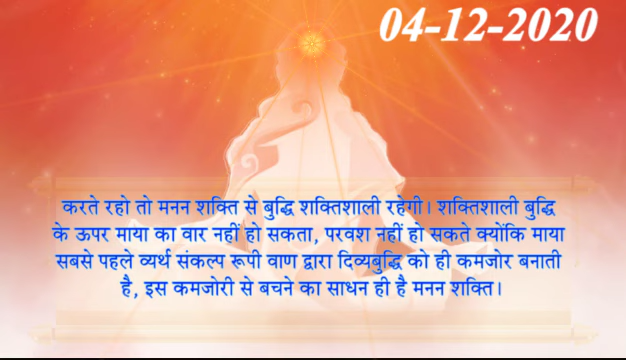 04-12-2020
करते रहो तो मनन शक्ति से बुद्धि शक्तिशाली रहेगी। शक्तिशाली बुद्धि
के ऊपर माया का वार नहीं हो सकता, परवश नहीं हो सकते क्योंकि माया
सबसे पहले व्यर्थ संकल्प रूपी वाण द्वारा दिव्यबुद्धि को ही कमजोर बनाती
है, इस कमजोरी से बचने का साधन ही है मनन शक्ति।